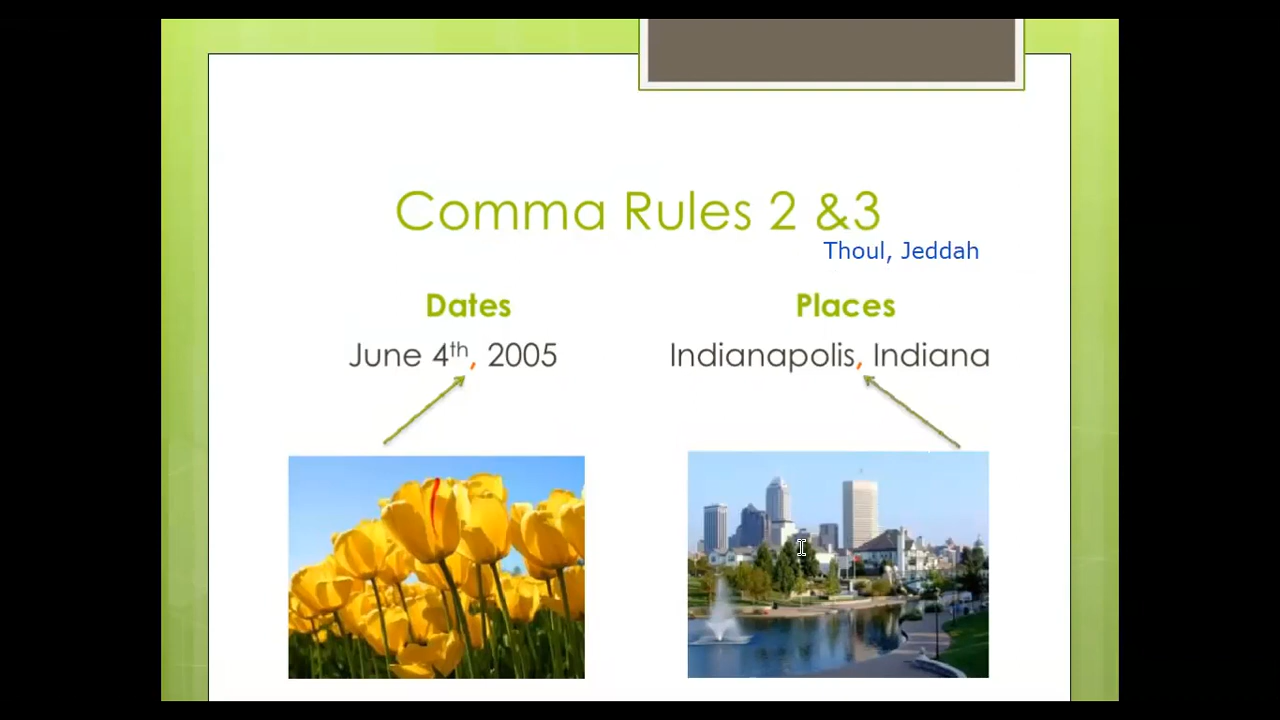 Comma Rules 2 &3
Thoul, Jeddah
Dates
June 4th, 2005
Places
Indianapolis, Indiana